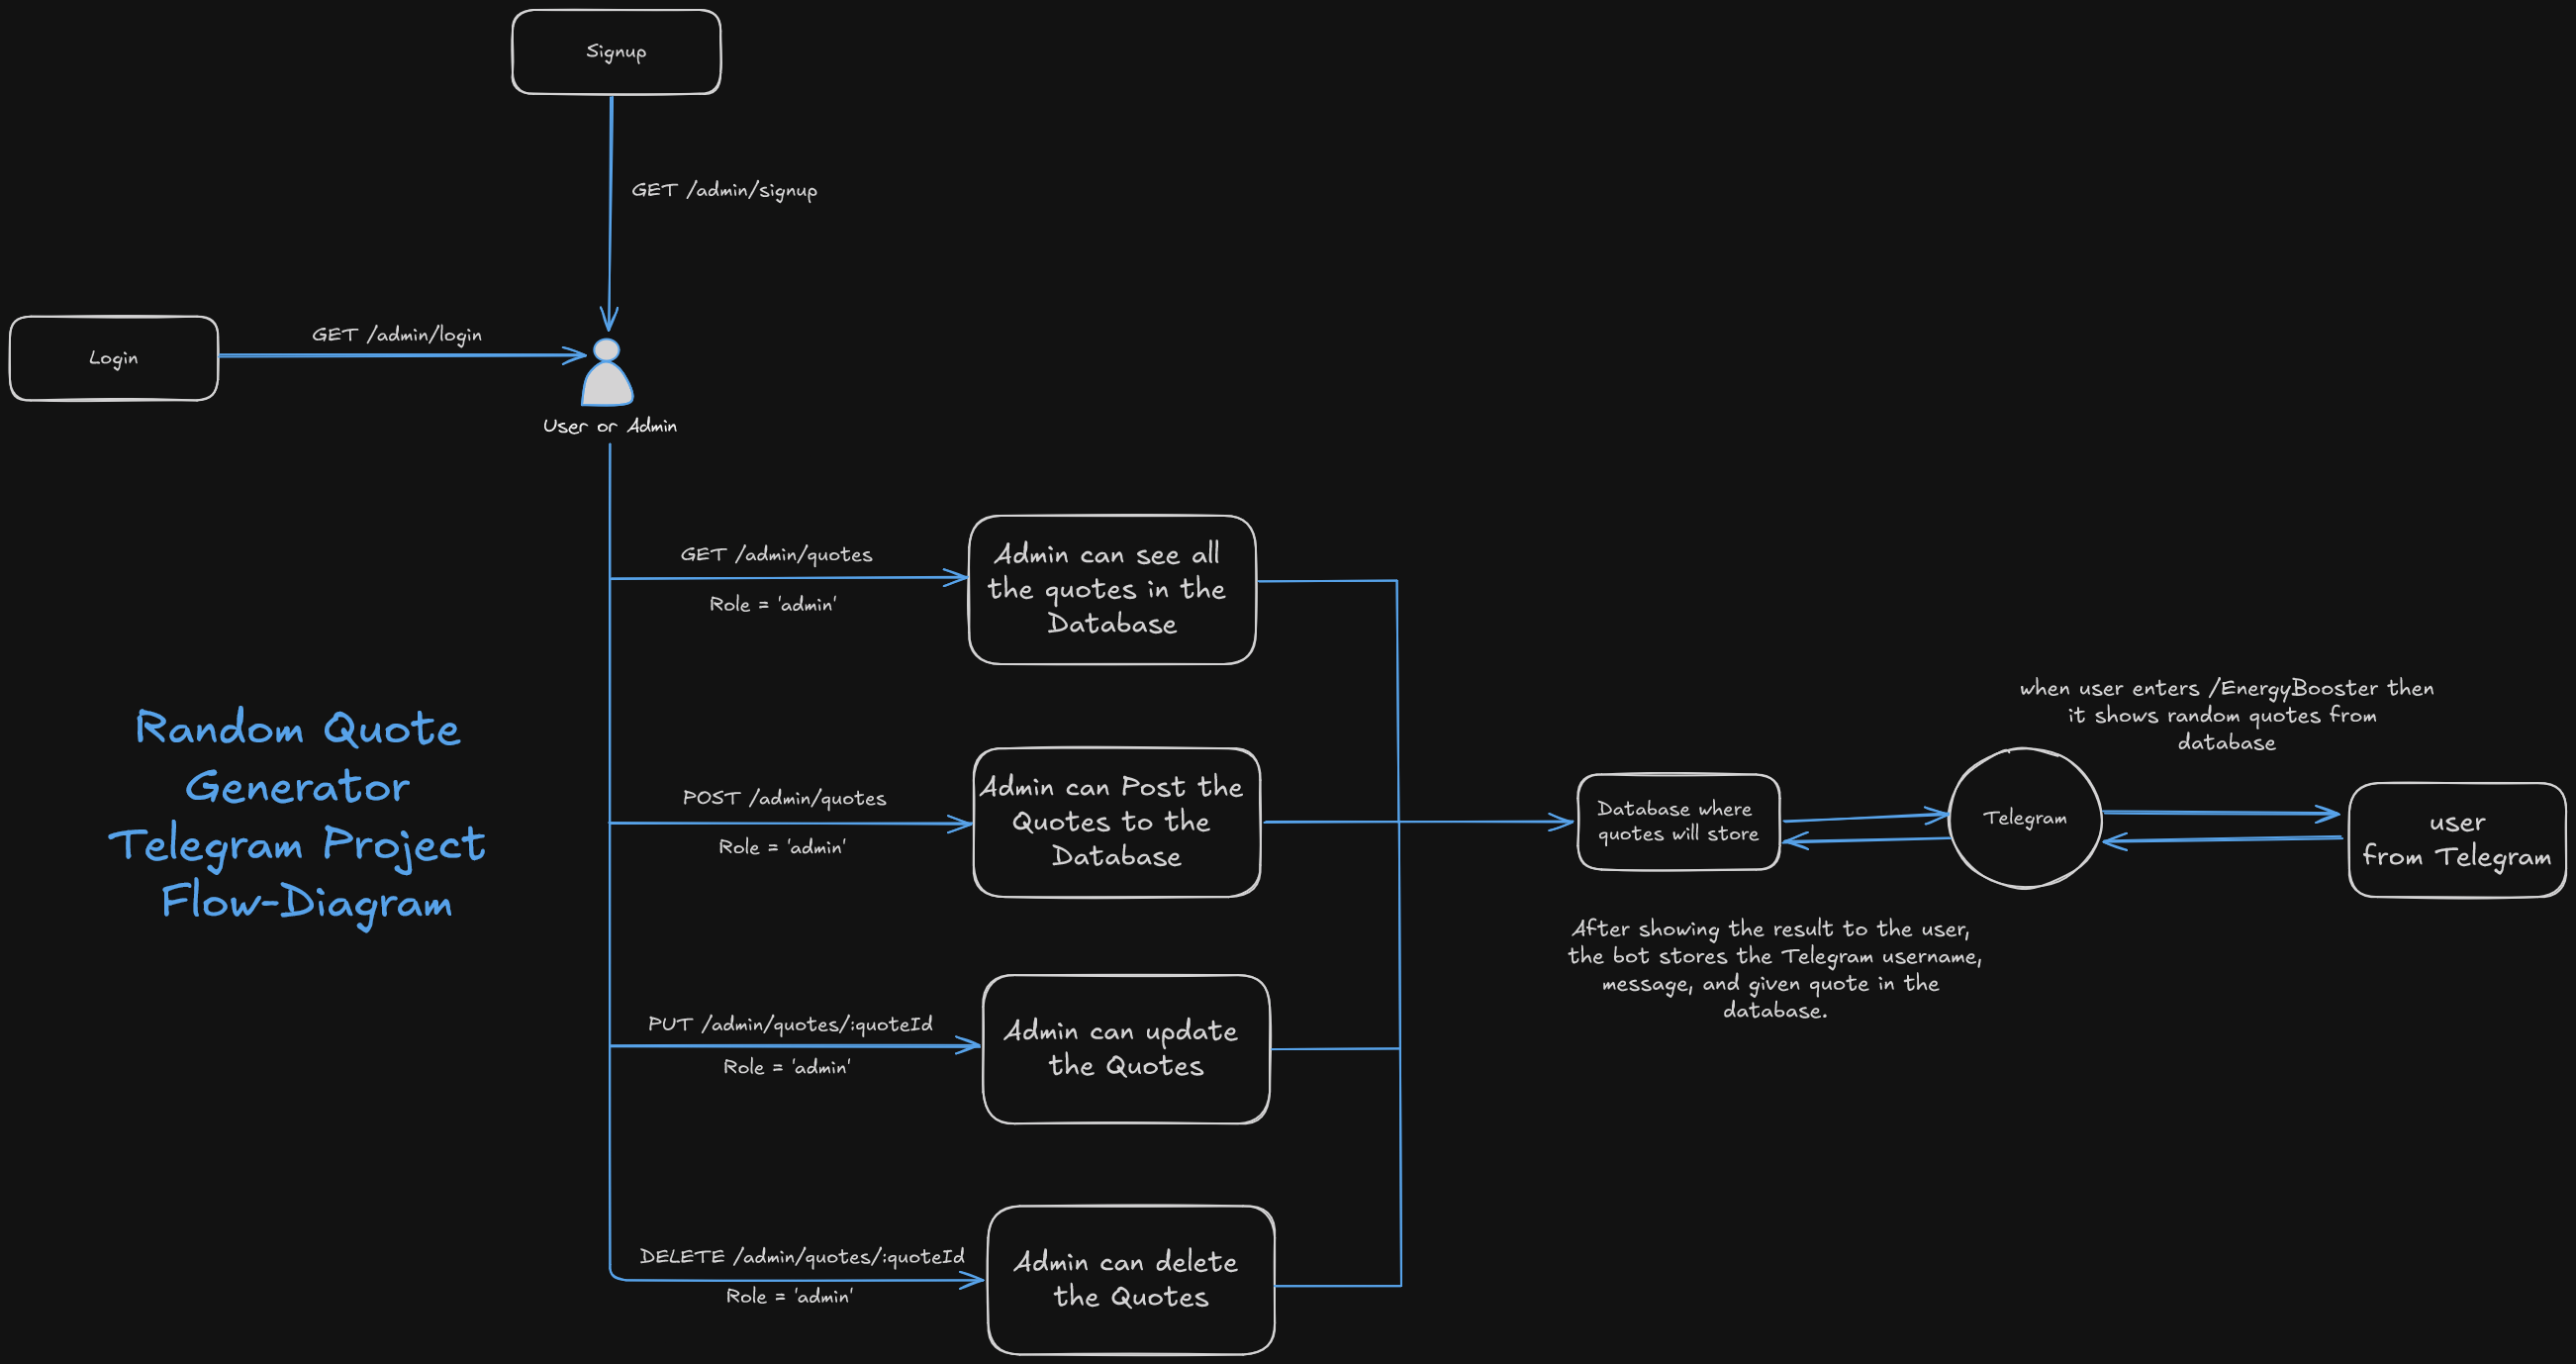 Signup
GET /admin/signup
Login
GET /admin/login
User or Admin
GET /admin/quotes
Role = 'admin'
Admin can see all
the quotes in the
Database
Random Quote
Generator
Telegram Project
Flow-Diagram
POST /admin/quotes
Role = 'admin'
Admin can Post the
Quotes to the
Database
PUT /admin/quotes/:quoteId
Role = 'admin'
Admin can update
the Quotes
DELETE /admin/quotes/:quoteId
Role = 'admin'
Admin can delete
the Quotes
Database where
quotes will store
After showing the result to the user,
the bot stores the Telegram username,
message, and given quote in the
database.
Telegram
when user enters /EnergyBooster then
it shows random quotes from
database
user
from Telegram